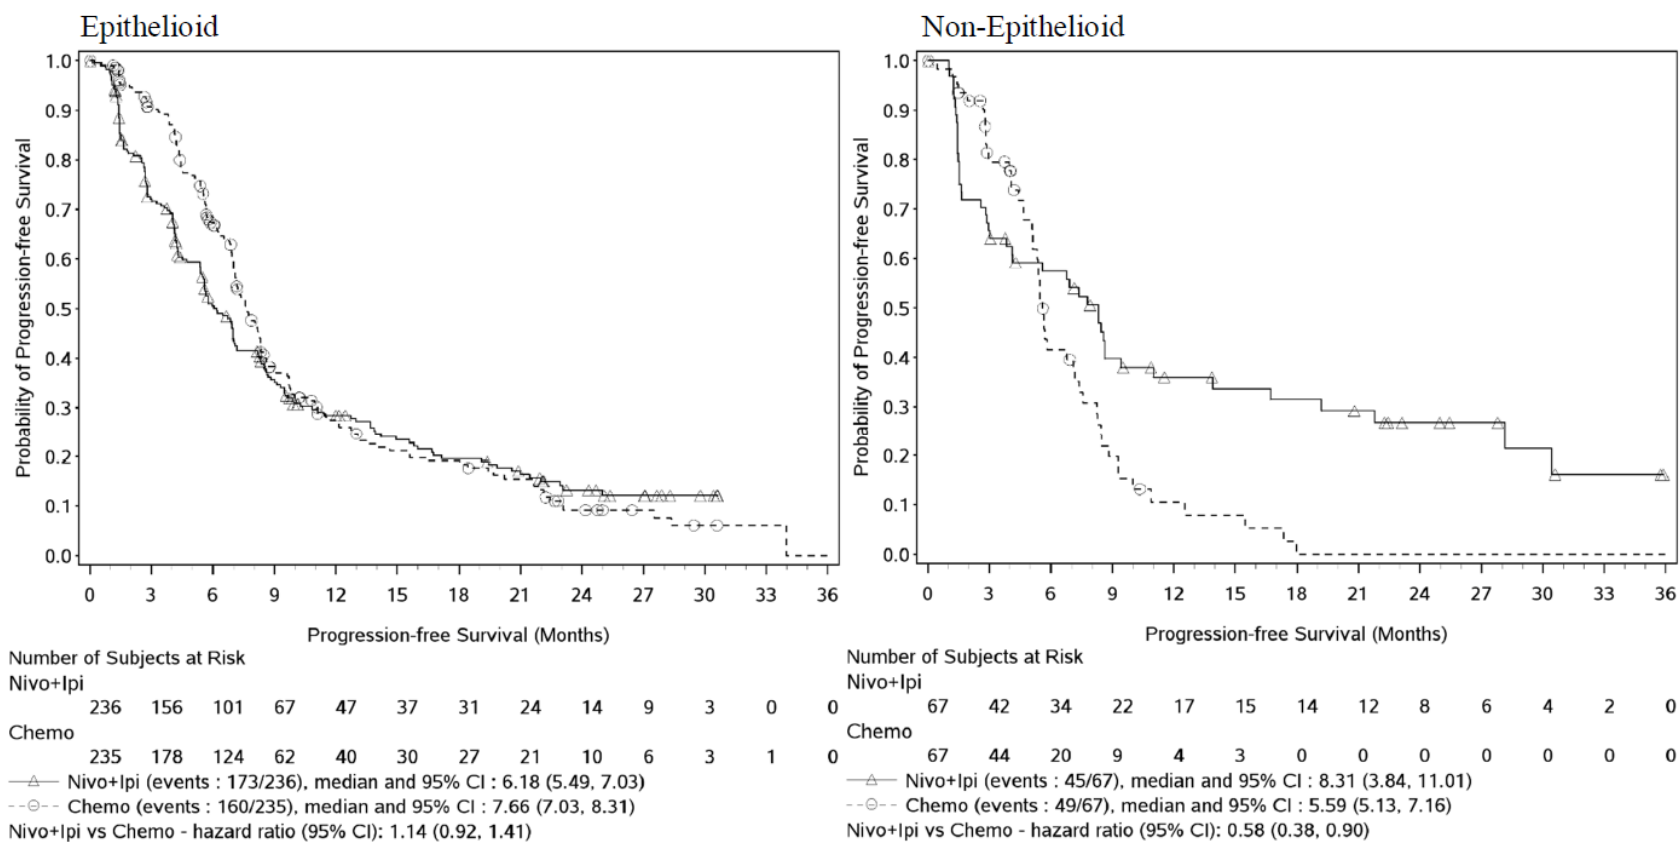 Epithelioid
Probability of Progression-free Survival
1.0
0.9
0.8
0.7
0.6
0.5
0.4
0.3
0.2
0.1
0.0
0 3 6 9 12 15 18 21 24 27 30 33 36
Progression-free Survival (Months)
Number of Subjects at Risk
Nivo+Ipi
236 156 101 67 47 37 31 24 14 9 3 0 0
Chemo
235 178 124 62 40 30 27 21 10 6 3 1 0
Nivo+Ipi (events : 173/236), median and 95% CI : 6.18 (5.49, 7.03)
Chemo (events : 160/235), median and 95% CI : 7.66 (7.03, 8.31)
Nivo+Ipi vs Chemo - hazard ratio (95% CI): 1.14 (0.92, 1.41)
Non-Epithelioid
Probability of Progression-free Survival
1.0
0.9
0.8
0.7
0.6
0.5
0.4
0.3
0.2
0.1
0.0
0 3 6 9 12 15 18 21 24 27 30 33 36
Progression-free Survival (Months)
Number of Subjects at Risk
Nivo+Ipi
67 42 34 22 17 15 14 12 8 6 4 2 0
Chemo
67 44 20 9 4 3 0 0 0 0 0 0 0
Nivo+Ipi (events : 45/67), median and 95% CI : 8.31 (3.84, 11.01)
Chemo (events : 49/67), median and 95% CI : 5.59 (5.13, 7.16)
Nivo+Ipi vs Chemo - hazard ratio (95% CI): 0.58 (0.38, 0.90)